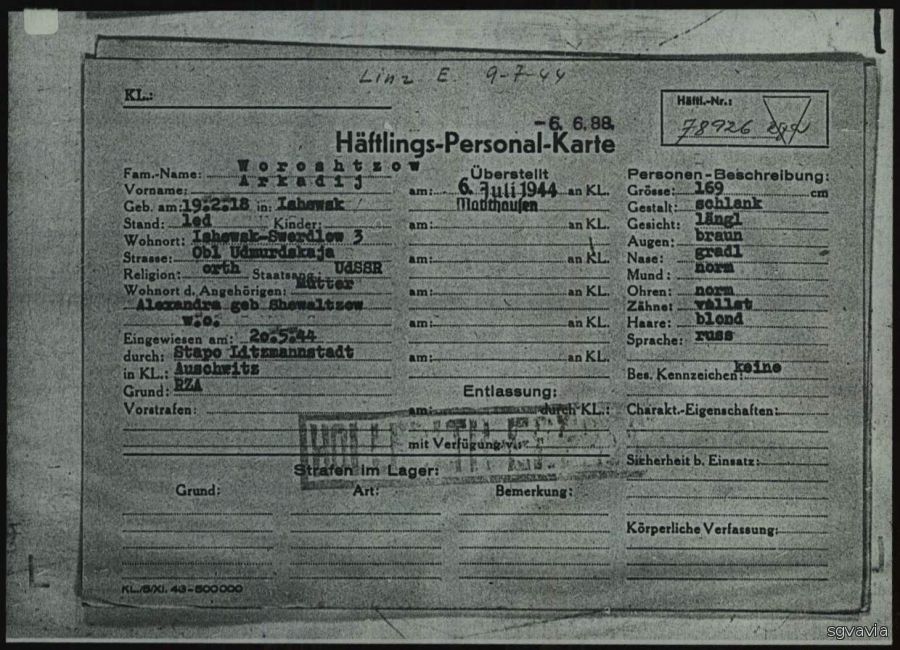 Linz E. 9-7-44
KL.:
Häftl.-Nr.:
78926
-6. 6. 88.
Häftlings-Personal-Karte
Fam.-Name: Woroshtzow
Vorname: Arkadij
Geb. am: 19.2.18 in: Ishewsk
Stand: led Kinder:
Wohnort: Ishewsk-Swerdlow 3
Strasse: Obl Udmurdskaja
Religion: orth Staatsang.: UdSSR
Wohnort d. Angehörigen: Mutter
Alexandra geb Shewaltzow
w.o.
Eingewiesen am: 20.5.44
durch: Stapo Litzmannstadt
in KL.: Auschwitz
Grund: RZA
Vorstrafen:
Überstellt
am: 6. Juli 1944 an KL.
Mauthausen
am: an KL.
am: an KL.
am: an KL.
am: an KL.
am: an KL.
Entlassung:
am: durch KL.:
mit Verfügung v.:
Personen-Beschreibung:
Grösse: 169 cm
Gestalt: schlank
Gesicht: längl
Augen: braun
Nase: gradl
Mund: norm
Ohren: norm
Zähne: vollst
Haare: blond
Sprache: russ
Bes. Kennzeichen: keine
Charakt.-Eigenschaften:
Sicherheit b. Einsatz:
Körperliche Verfassung:
Strafen im Lager:
Grund: Art: Bemerkung:
KL./5/XI. 43-500000
sgvavia